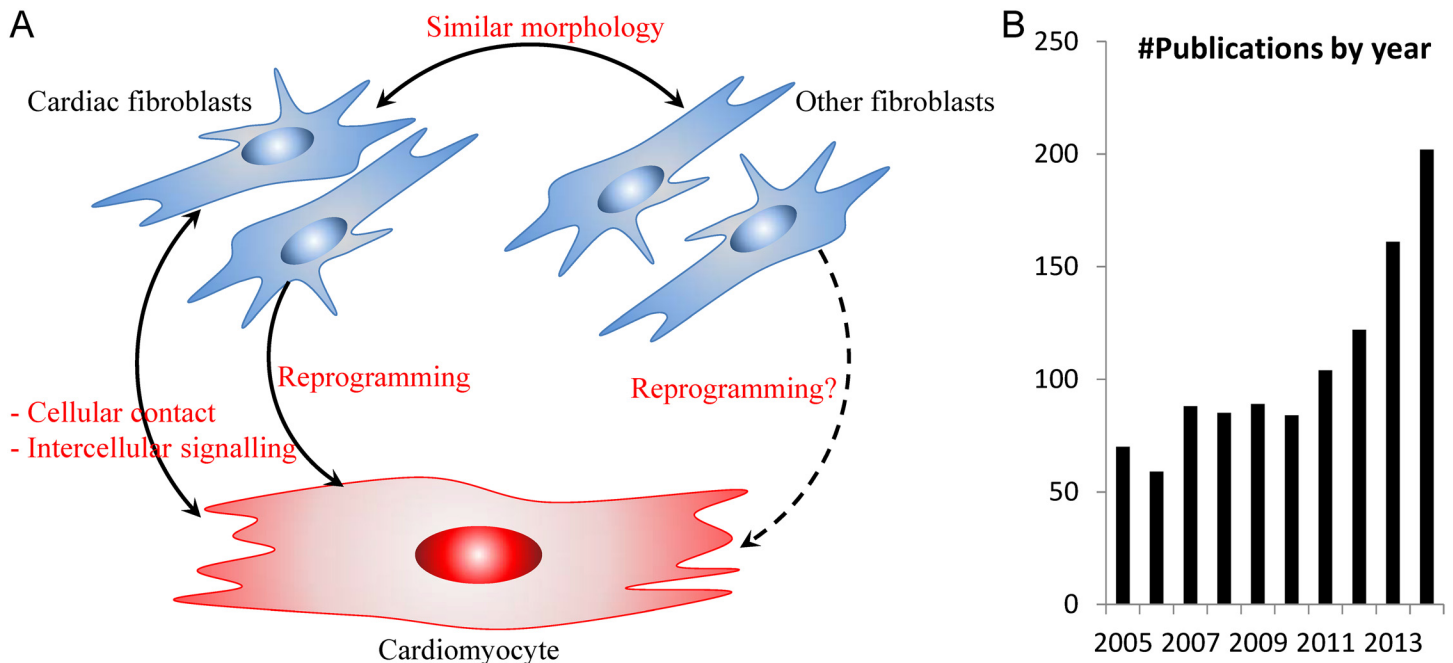 A
Similar morphology
Cardiac fibroblasts
Other fibroblasts
Reprogramming
Reprogramming?
- Cellular contact
- Intercellular signalling
Cardiomyocyte
B
#Publications by year
250
200
150
100
50
0
2005 2007 2009 2011 2013